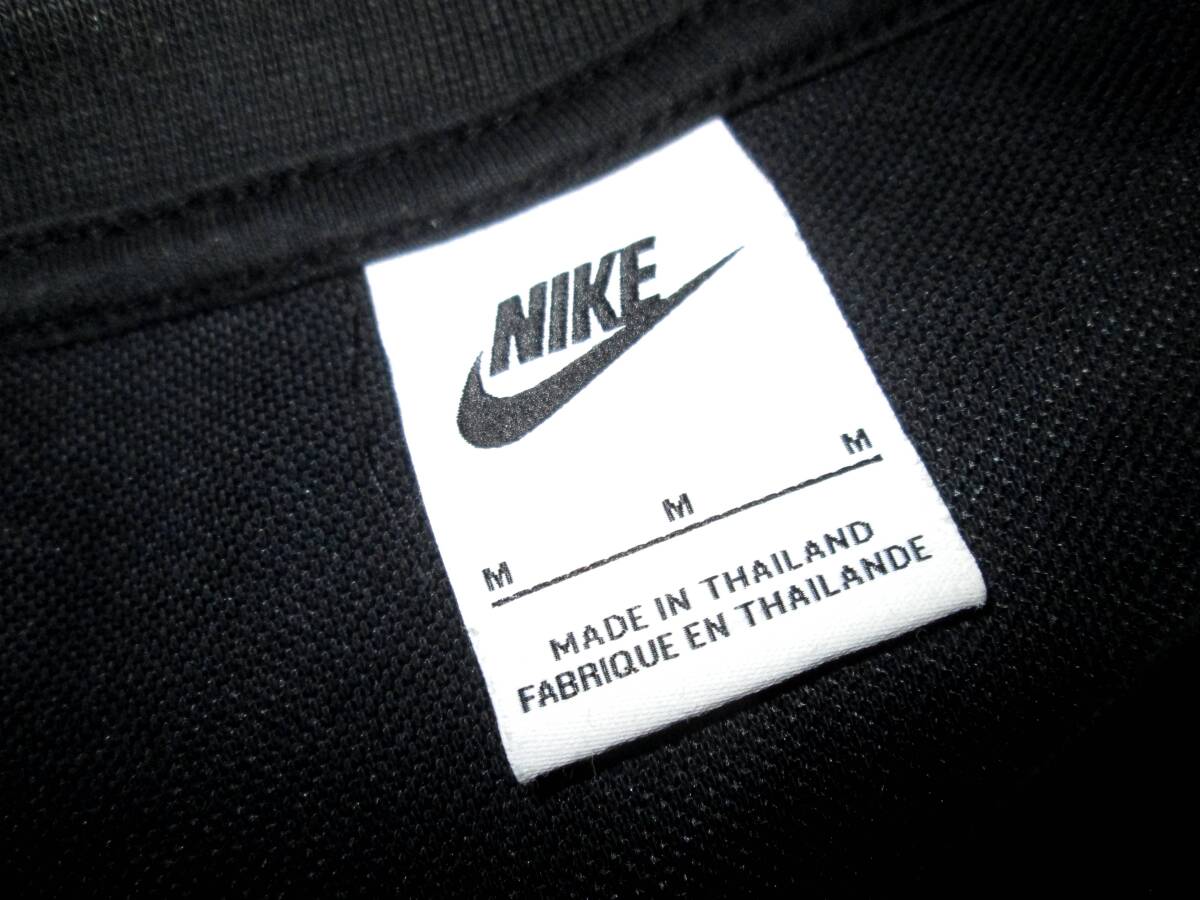 NIKE
M M M
MADE IN THAILAND
FABRIQUE EN THAILANDE